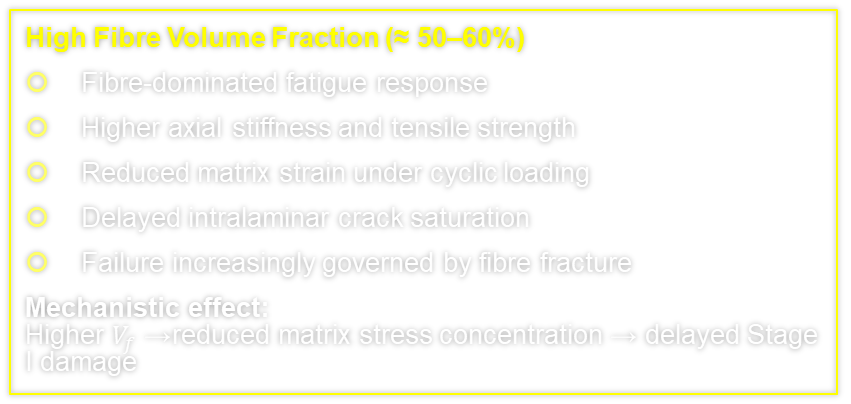 High Fibre Volume Fraction (≈ 50–60%)
Fibre-dominated fatigue response
Higher axial stiffness and tensile strength
Reduced matrix strain under cyclic loading
Delayed intralaminar crack saturation
Failure increasingly governed by fibre fracture
Mechanistic effect:
Higher V_f →reduced matrix stress concentration → delayed Stage
I damage